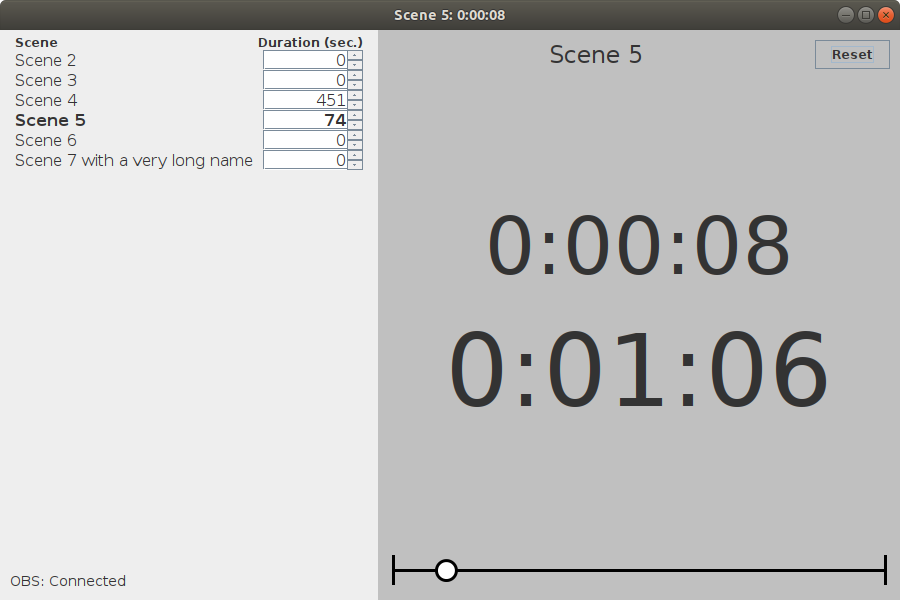 Scene 5: 0:00:08
Scene Duration (sec.)
Scene 2 0
Scene 3 0
Scene 4 451
Scene 5 74
Scene 6 0
Scene 7 with a very long name 0
OBS: Connected
Scene 5
Reset
0:00:08
0:01:06